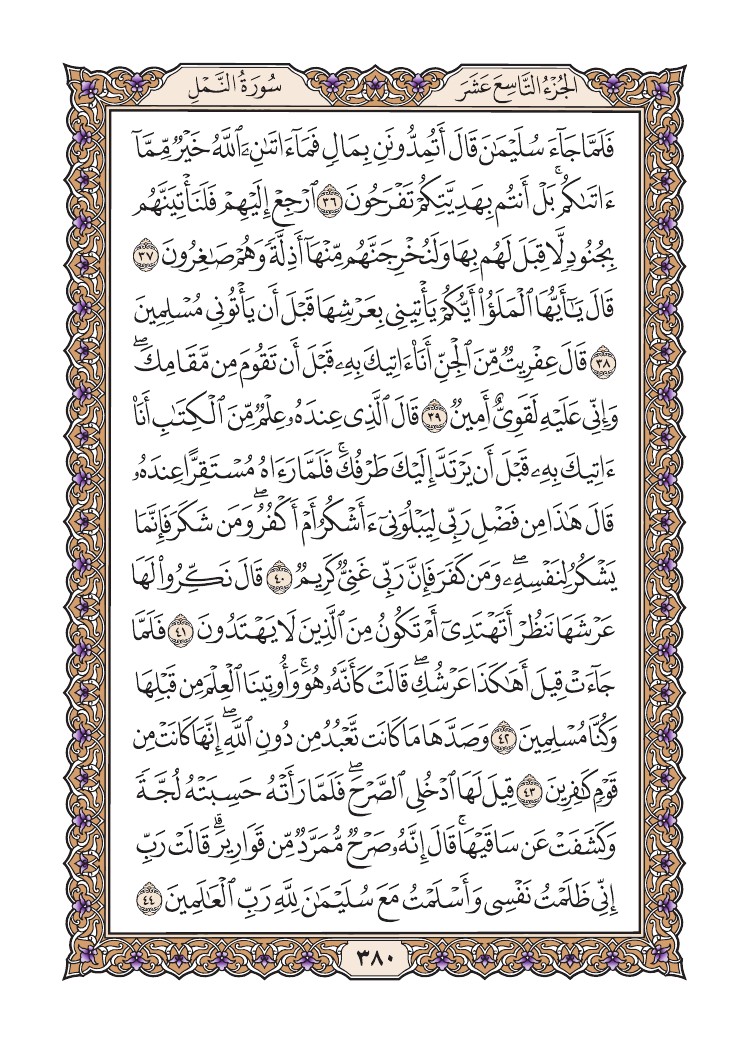 الجُزْءُ التَّاسِعَ عَشَرَ
سُورَةُ النَّمْلِ
فَلَمَّا جَآءَ سُلَيْمَٰنَ قَالَ أَتُمِدُّونَنِ بِمَالٍ فَمَآ ءَاتَىٰنِۦَ ٱللَّهُ خَيْرٌ مِّمَّآ
ءَاتَىٰكُمۚ بَلْ أَنتُم بِهَدِيَّتِكُمْ تَفْرَحُونَ ٣٦ ٱرْجِعْ إِلَيْهِمْ فَلَنَأْتِيَنَّهُم
بِجُنُودٍ لَّا قِبَلَ لَهُم بِهَا وَلَنُخْرِجَنَّهُم مِّنْهَآ أَذِلَّةً وَهُمْ صَٰغِرُونَ ٣٧
قَالَ يَٰٓأَيُّهَا ٱلْمَلَؤُا۟ أَيُّكُمْ يَأْتِينِى بِعَرْشِهَا قَبْلَ أَن يَأْتُونِى مُسْلِمِينَ
٣٨ قَالَ عِفْرِيتٌ مِّنَ ٱلْجِنِّ أَنَا۠ ءَاتِيكَ بِهِۦ قَبْلَ أَن تَقُومَ مِن مَّقَامِكَۖ
وَإِنِّى عَلَيْهِ لَقَوِىٌّ أَمِينٌ ٣٩ قَالَ ٱلَّذِى عِندَهُۥ عِلْمٌ مِّنَ ٱلْكِتَٰبِ أَنَا۠
ءَاتِيكَ بِهِۦ قَبْلَ أَن يَرْتَدَّ إِلَيْكَ طَرْفُكَۚ فَلَمَّا رَءَاهُ مُسْتَقِرًّا عِندَهُۥ
قَالَ هَٰذَا مِن فَضْلِ رَبِّى لِيَبْلُوَنِىٓ ءَأَشْكُرُ أَمْ أَكْفُرُۖ وَمَن شَكَرَ فَإِنَّمَا
يَشْكُرُ لِنَفْسِهِۦۖ وَمَن كَفَرَ فَإِنَّ رَبِّى غَنِىٌّ كَرِيمٌ ٤٠ قَالَ نَكِّرُوا۟ لَهَا
عَرْشَهَا نَنظُرْ أَتَهْتَدِىٓ أَمْ تَكُونُ مِنَ ٱلَّذِينَ لَا يَهْتَدُونَ ٤١ فَلَمَّا
جَآءَتْ قِيلَ أَهَٰكَذَا عَرْشُكِۖ قَالَتْ كَأَنَّهُۥ هُوَۚ وَأُوتِينَا ٱلْعِلْمَ مِن قَبْلِهَا
وَكُنَّا مُسْلِمِينَ ٤٢ وَصَدَّهَا مَا كَانَت تَّعْبُدُ مِن دُونِ ٱللَّهِۖ إِنَّهَا كَانَتْ مِن
قَوْمٍ كَٰفِرِينَ ٤٣ قِيلَ لَهَا ٱدْخُلِى ٱلصَّرْحَۖ فَلَمَّا رَأَتْهُ حَسِبَتْهُ لُجَّةً
وَكَشَفَتْ عَن سَاقَيْهَاۚ قَالَ إِنَّهُۥ صَرْحٌ مُّمَرَّدٌ مِّن قَوَارِيرَۗ قَالَتْ رَبِّ
إِنِّى ظَلَمْتُ نَفْسِى وَأَسْلَمْتُ مَعَ سُلَيْمَٰنَ لِلَّهِ رَبِّ ٱلْعَٰلَمِينَ ٤٤
٣٨٠